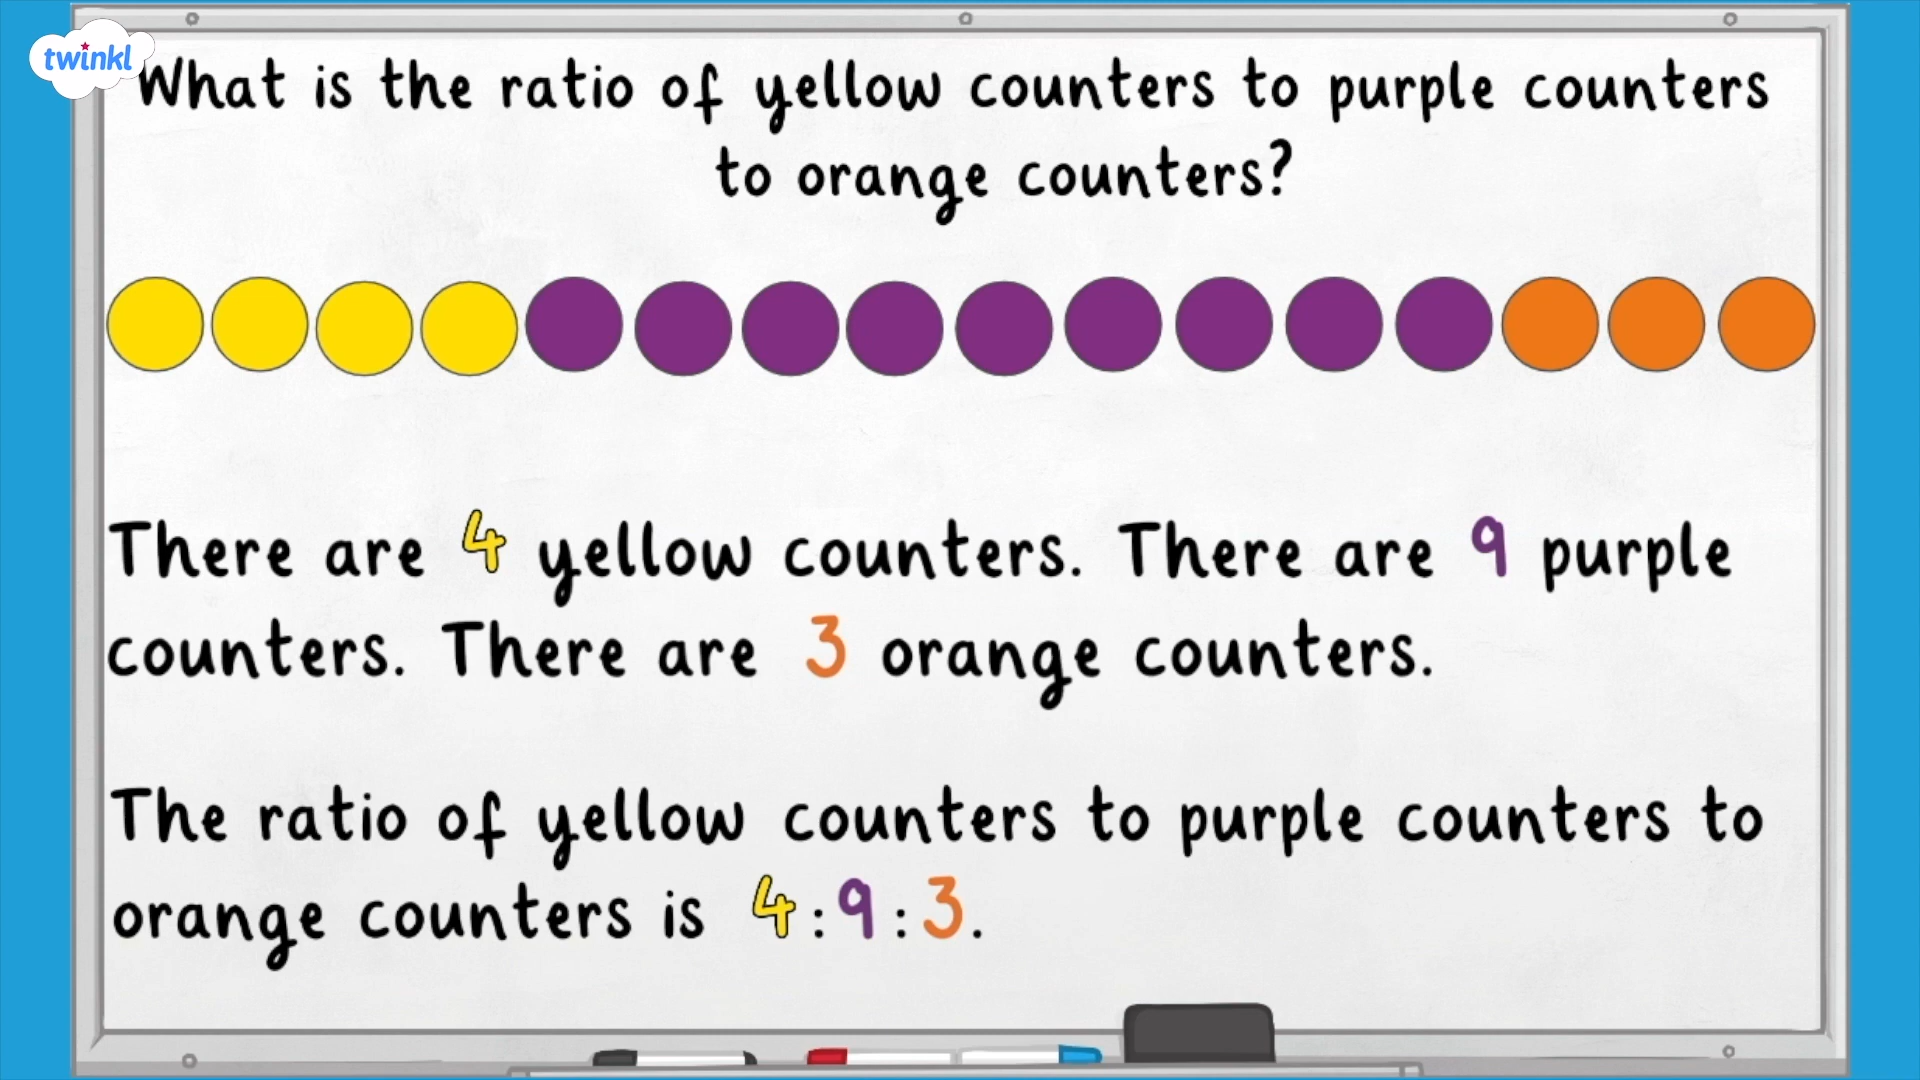 twinkl
What is the ratio of yellow counters to purple counters
to orange counters?
There are 4 yellow counters. There are 9 purple
counters. There are 3 orange counters.
The ratio of yellow counters to purple counters to
orange counters is 4:9:3.